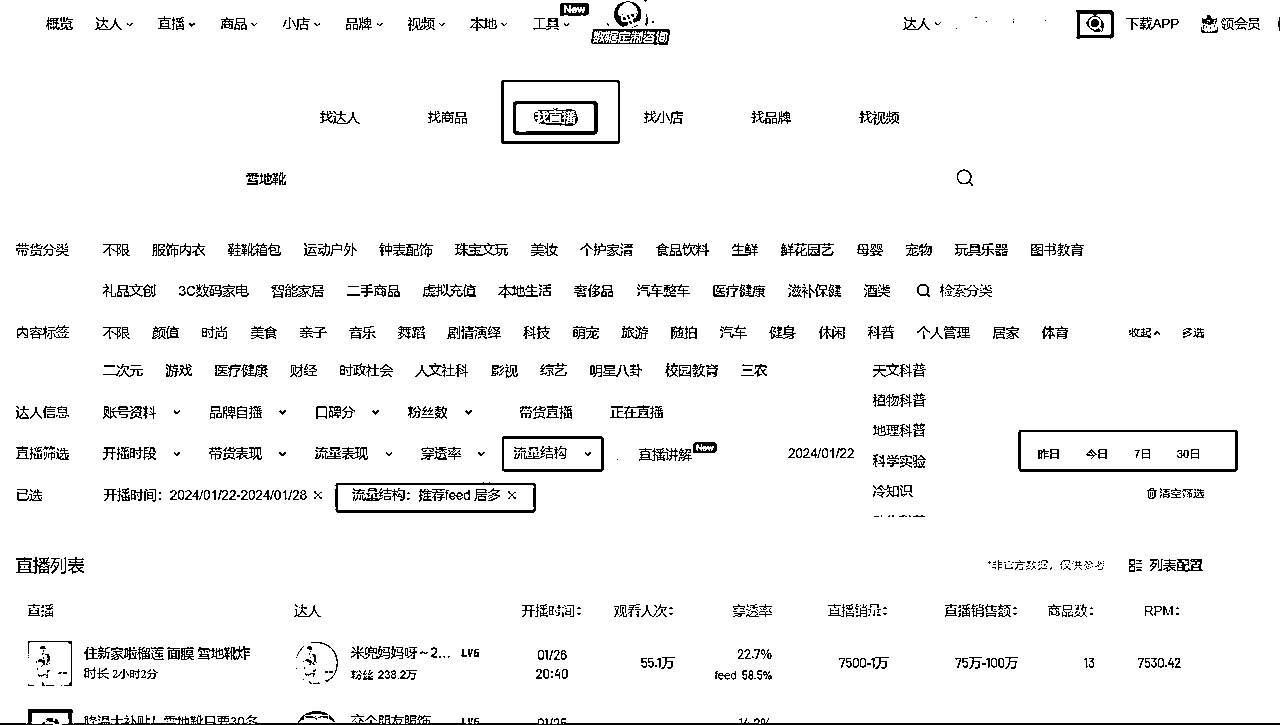 概览 达人 直播 商品 小店 品牌 视频 本地 工具 New 数据定制咨询 达人 下载APP 领会员
找达人 找商品 找直播 找小店 找品牌 找视频
雪地靴
带货分类 不限 服饰内衣 鞋靴箱包 运动户外 钟表配饰 珠宝文玩 美妆 个护家清 食品饮料 生鲜 鲜花园艺 母婴 宠物 玩具乐器 图书教育
礼品文创 3C数码家电 智能家居 二手商品 虚拟充值 本地生活 奢侈品 汽车整车 医疗健康 滋补保健 酒类 检索分类
内容标签 不限 颜值 时尚 美食 亲子 音乐 舞蹈 剧情演绎 科技 萌宠 旅游 随拍 汽车 健身 休闲 科普 个人管理 居家 体育 收起 多选
二次元 游戏 医疗健康 财经 时政社会 人文社科 影视 综艺 明星八卦 校园教育 三农 天文科普
植物科普
达人信息 账号资料 品牌自播 口碑分 粉丝数 带货直播 正在直播
地理科普
直播筛选 开播时段 带货表现 流量表现 穿透率 流量结构 直播讲解 New 2024/01/22 科学实验 昨日 今日 7日 30日
已选 开播时间：2024/01/22-2024/01/28 × 流量结构：推荐feed 居多 × 冷知识 清空筛选
直播列表 *非官方数据，仅供参考 列表配置
直播 达人 开播时间 观看人次 穿透率 直播销量 直播销售额 商品数 RPM
住新家啦榴莲 面膜 雪地靴炸 米兜妈妈呀～2... LV6 01/26 55.1万 22.7% 7500-1万 75万-100万 13 7530.42
时长 2小时2分 粉丝 238.2万 20:40 feed 58.5%
降温大补贴！雪地靴只要30多 交个朋友服饰 LV6 01/26 14.2%